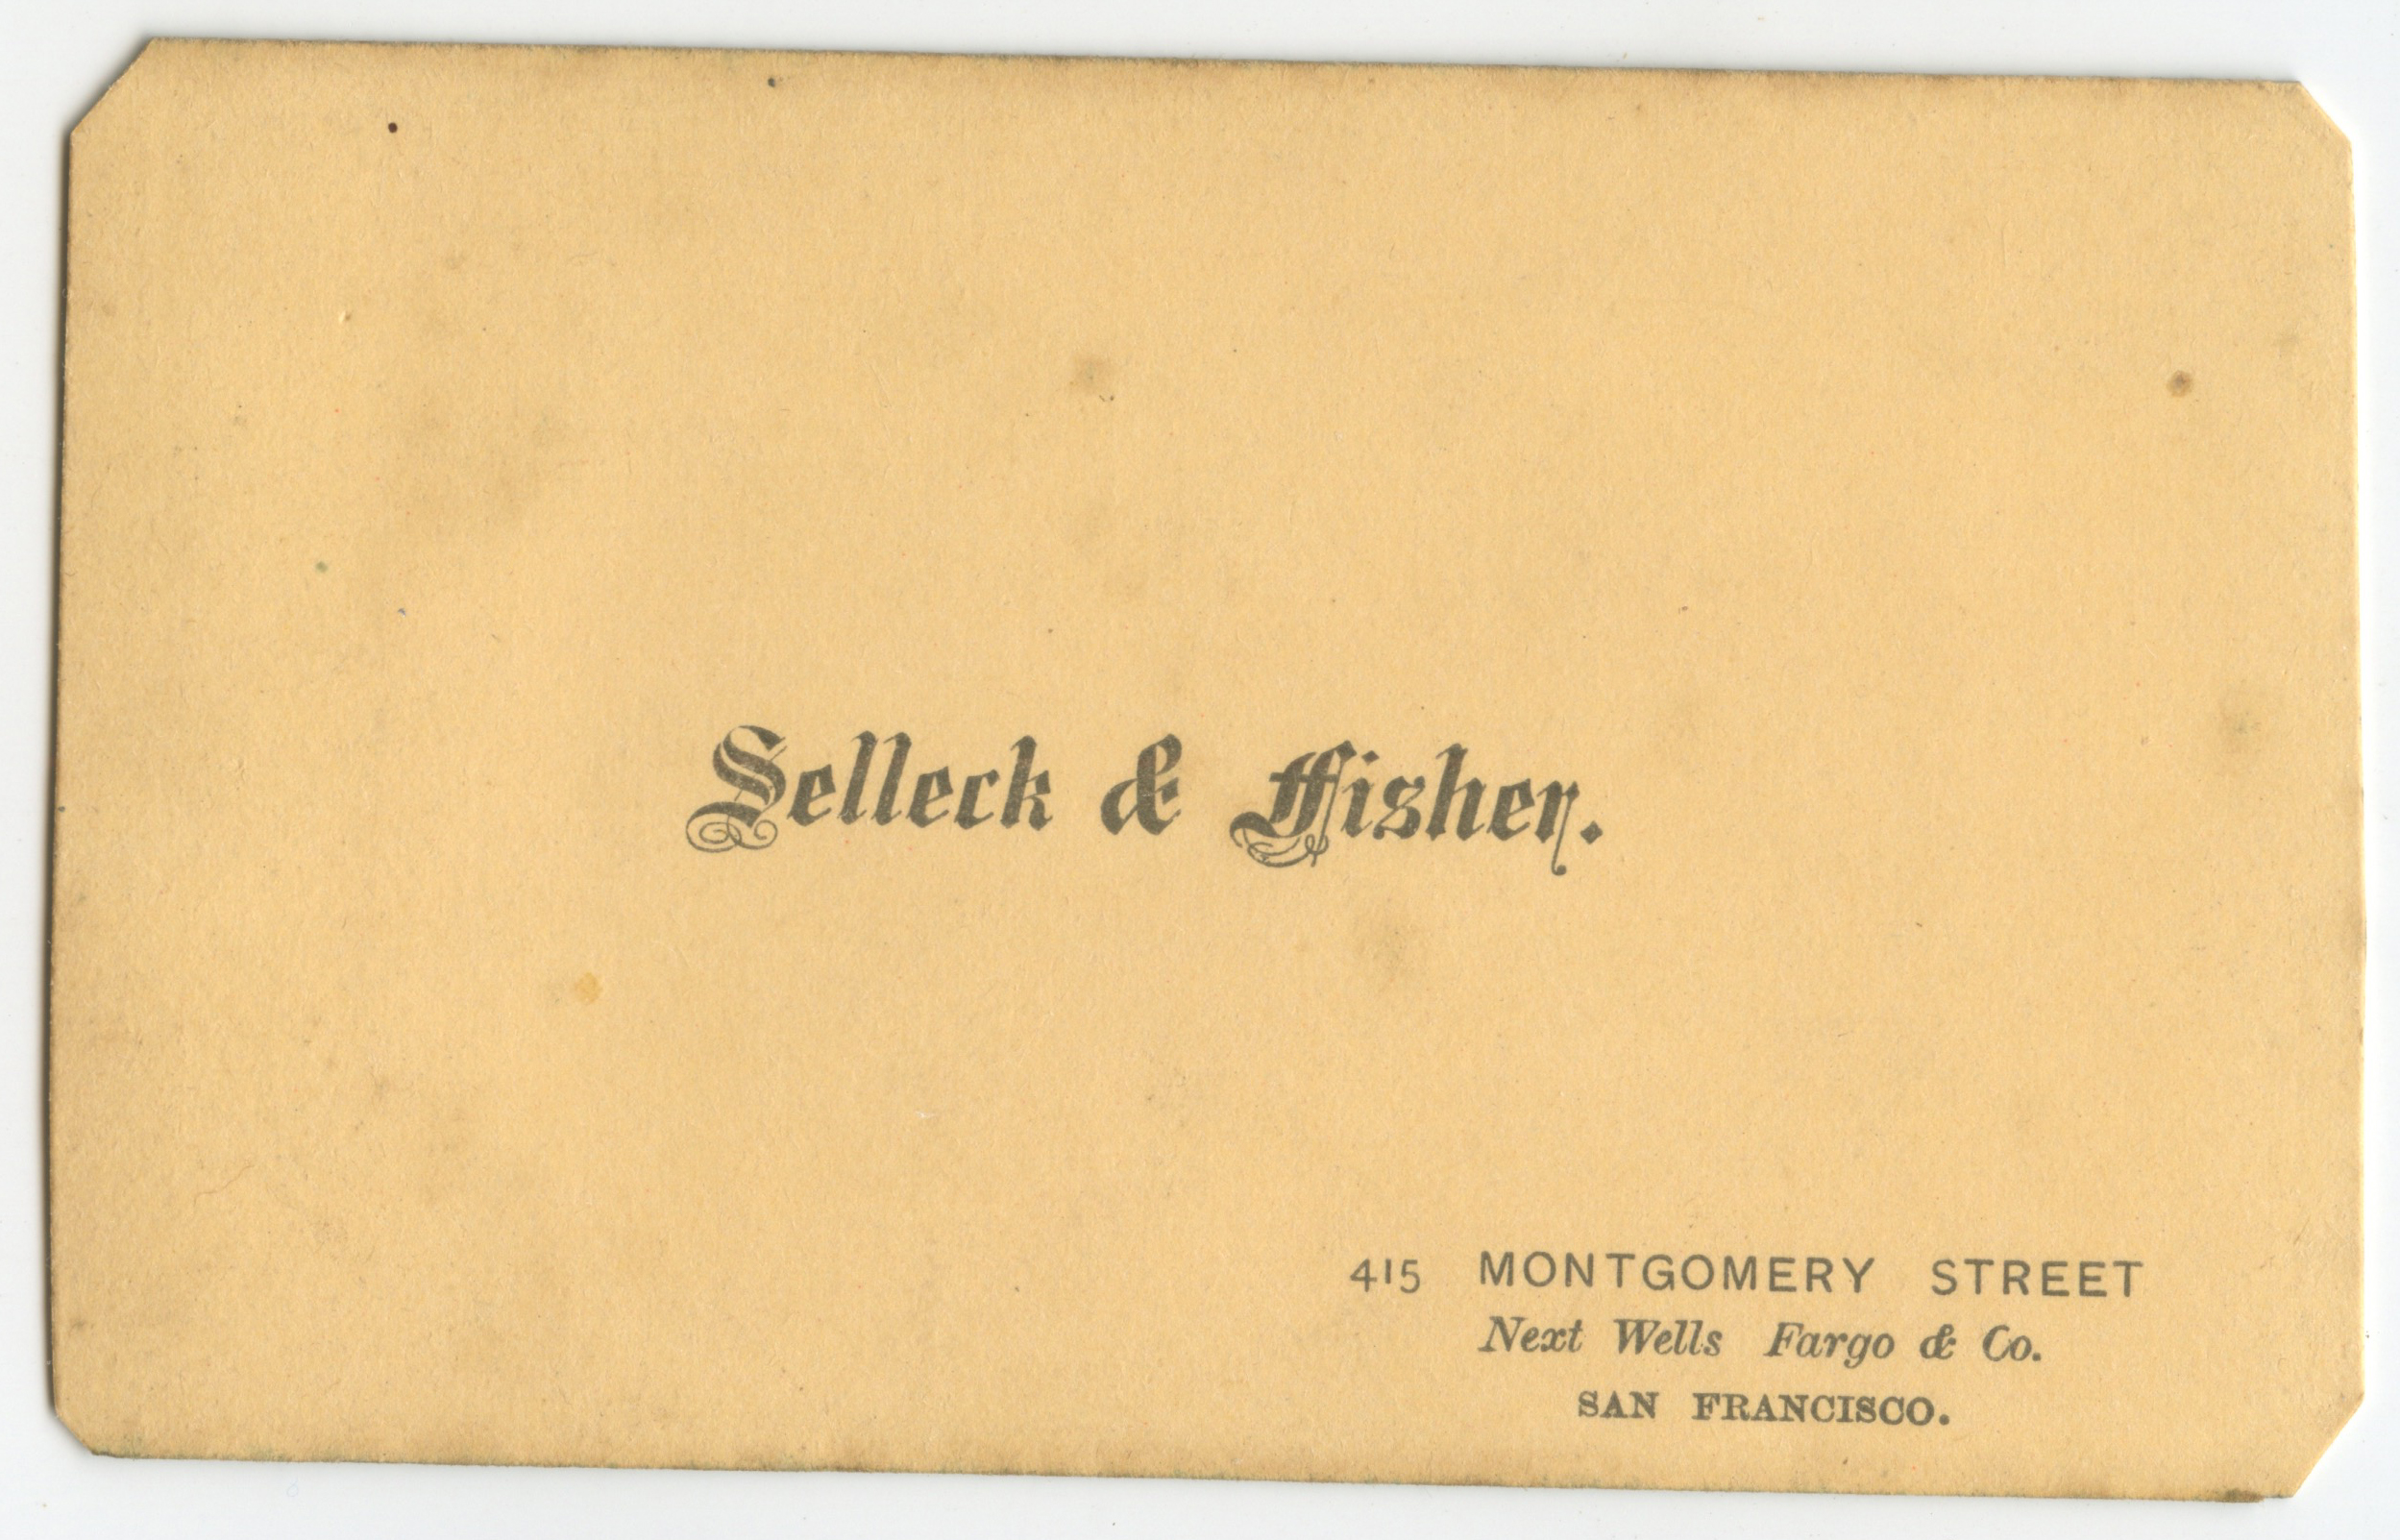 Selleck & Fisher.
415 MONTGOMERY STREET
Next Wells Fargo & Co.
SAN FRANCISCO.